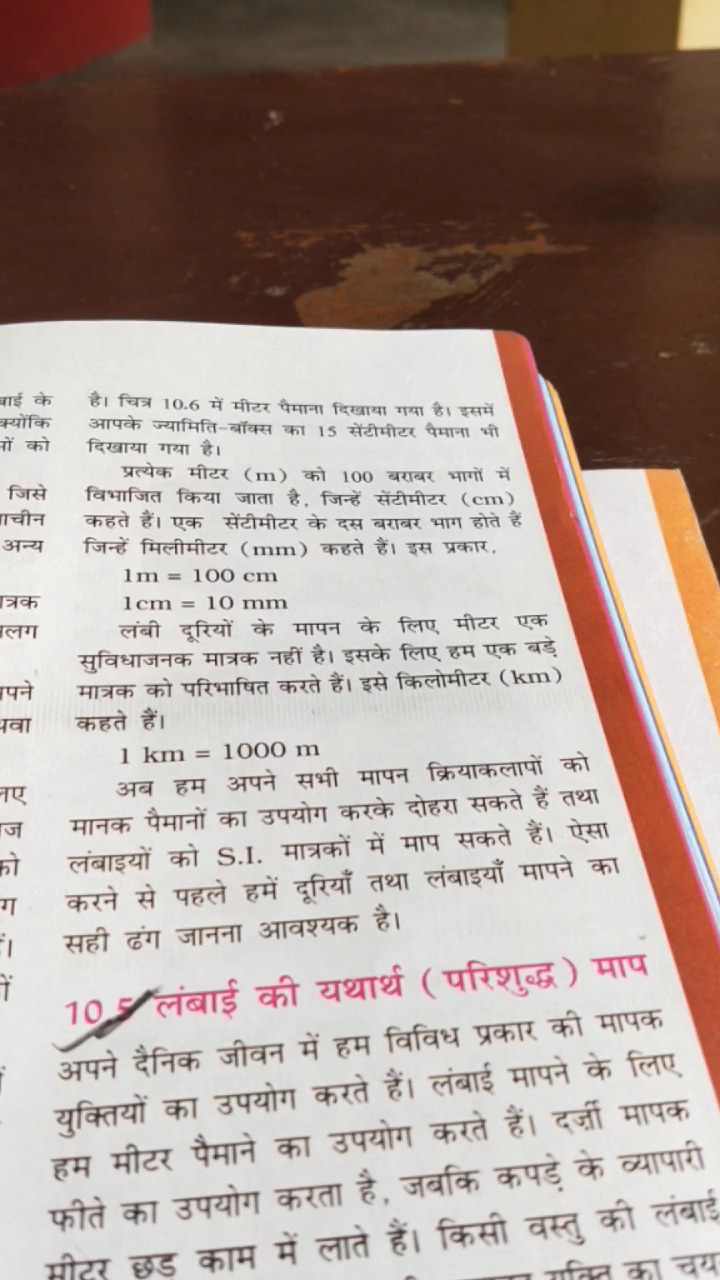 है। चित्र 10.6 में मीटर पैमाना दिखाया गया है। इसमें
आपके ज्यामिति-बॉक्स का 15 सेंटीमीटर पैमाना भी
दिखाया गया है।
प्रत्येक मीटर (m) को 100 बराबर भागों में
विभाजित किया जाता है, जिन्हें सेंटीमीटर (cm)
कहते हैं। एक सेंटीमीटर के दस बराबर भाग होते हैं
जिन्हें मिलीमीटर (mm) कहते हैं। इस प्रकार,
1m = 100 cm
1cm = 10 mm
लंबी दूरियों के मापन के लिए मीटर एक
सुविधाजनक मात्रक नहीं है। इसके लिए हम एक बड़े
मात्रक को परिभाषित करते हैं। इसे किलोमीटर (km)
कहते हैं।
1 km = 1000 m
अब हम अपने सभी मापन क्रियाकलापों को
मानक पैमानों का उपयोग करके दोहरा सकते हैं तथा
लंबाइयों को S.I. मात्रकों में माप सकते हैं। ऐसा
करने से पहले हमें दूरियाँ तथा लंबाइयाँ मापने का
सही ढंग जानना आवश्यक है।
10.5 लंबाई की यथार्थ (परिशुद्ध) माप
अपने दैनिक जीवन में हम विविध प्रकार की मापक
युक्तियों का उपयोग करते हैं। लंबाई मापने के लिए
हम मीटर पैमाने का उपयोग करते हैं। दर्ज़ी मापक
फीते का उपयोग करता है, जबकि कपड़े के व्यापारी
मीटर छड़ काम में लाते हैं। किसी वस्तु की लंबाई
युक्ति का